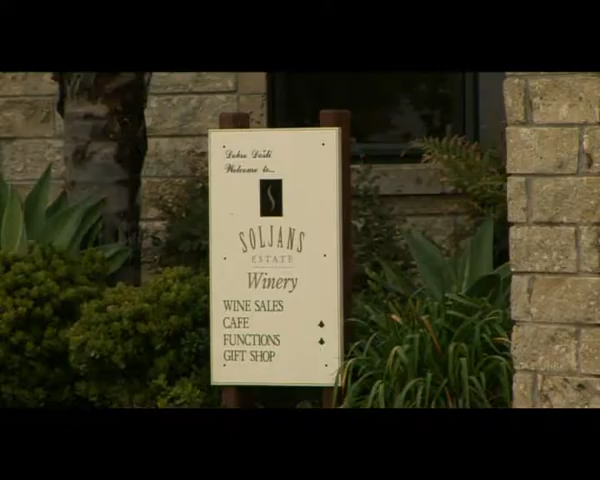 Dobro Došli
Welcome to...
SOLJANS
ESTATE
Winery
WINE SALES
CAFE
FUNCTIONS
GIFT SHOP